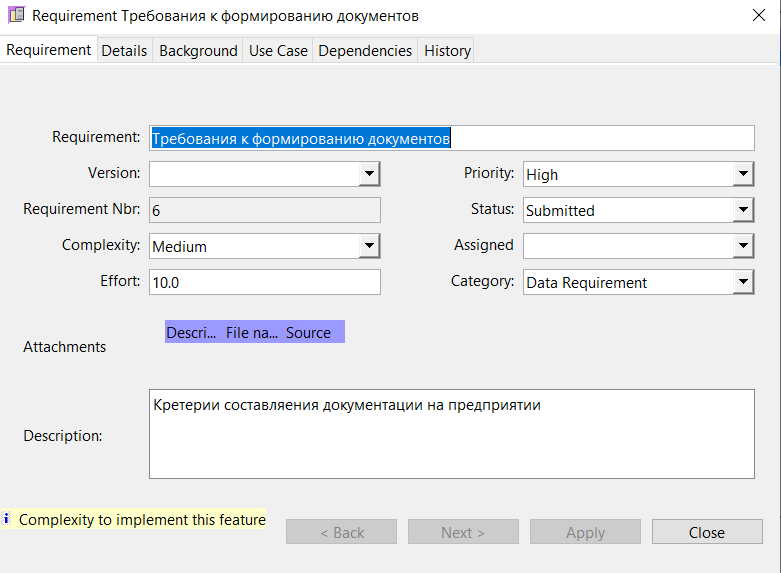 Requirement Требования к формированию документов
Requirement Details Background Use Case Dependencies History
Requirement: Требования к формированию документов
Version: Priority: High
Requirement Nbr: 6 Status: Submitted
Complexity: Medium Assigned
Effort: 10.0 Category: Data Requirement
Descri... File na... Source
Attachments
Кретерии составляения документации на предприятии
Description:
Complexity to implement this feature
< Back Next > Apply Close